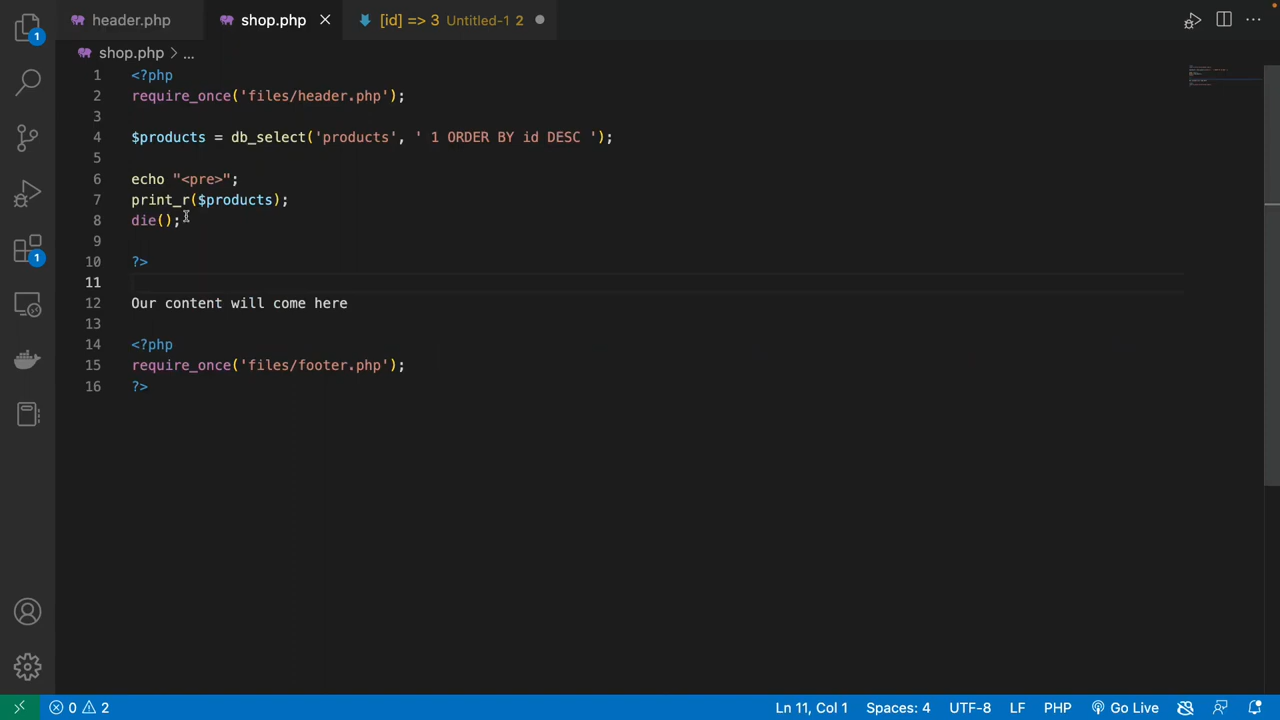 header.php shop.php [id] => 3 Untitled-1 2
shop.php > ...
1 <?php
2 require_once('files/header.php');
3
4 $products = db_select('products', ' 1 ORDER BY id DESC ');
5
6 echo "<pre>";
7 print_r($products);
8 die();
9
10 ?>
11
12 Our content will come here
13
14 <?php
15 require_once('files/footer.php');
16 ?>
1
1
0 2 Ln 11, Col 1 Spaces: 4 UTF-8 LF PHP Go Live